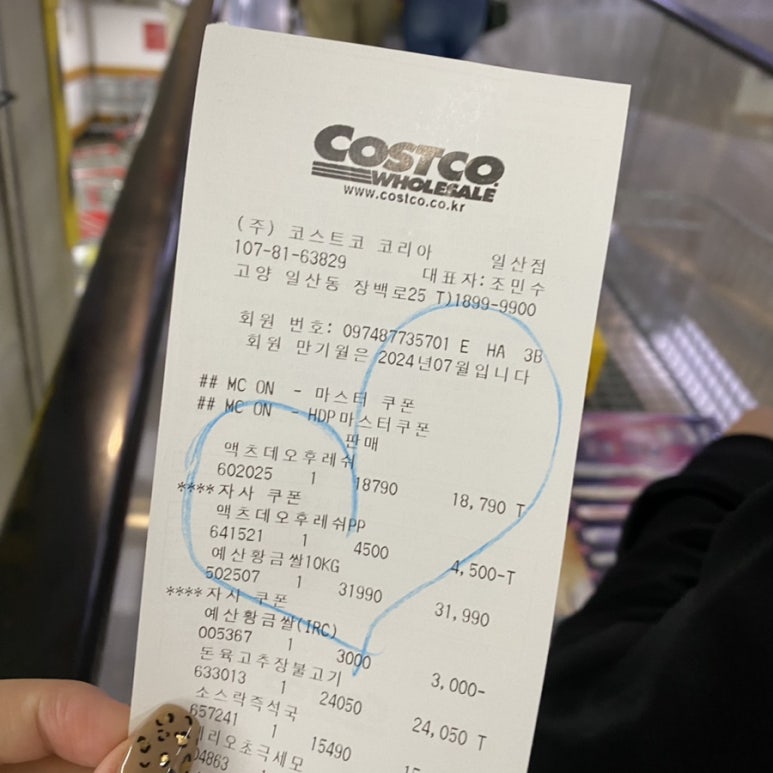 COSTCO
WHOLESALE
www.costco.co.kr
(주) 코스트코 코리아 일산점
107-81-63829 대표자:조민수
고양 일산동 장백로25 T)1899-9900
회원 번호: 097487735701 E HA 3B
회원 만기월은 2024년07월입니다
## MC ON - 마스터 쿠폰
## MC ON - HDP마스터쿠폰
판매
액츠데오후레쉬
602025 1 18790 18,790 T
****자사 쿠폰
액츠데오후레쉬PP
641521 1 4500 4,500-T
예산황금쌀10KG
502507 1 31990 31,990
****자사 쿠폰
예산황금쌀(IRC)
005367 1 3000 3,000-
돈육고추장불고기
633013 1 24050 24,050 T
소스락즉석국
657241 1 15490
리오초극세모
04863